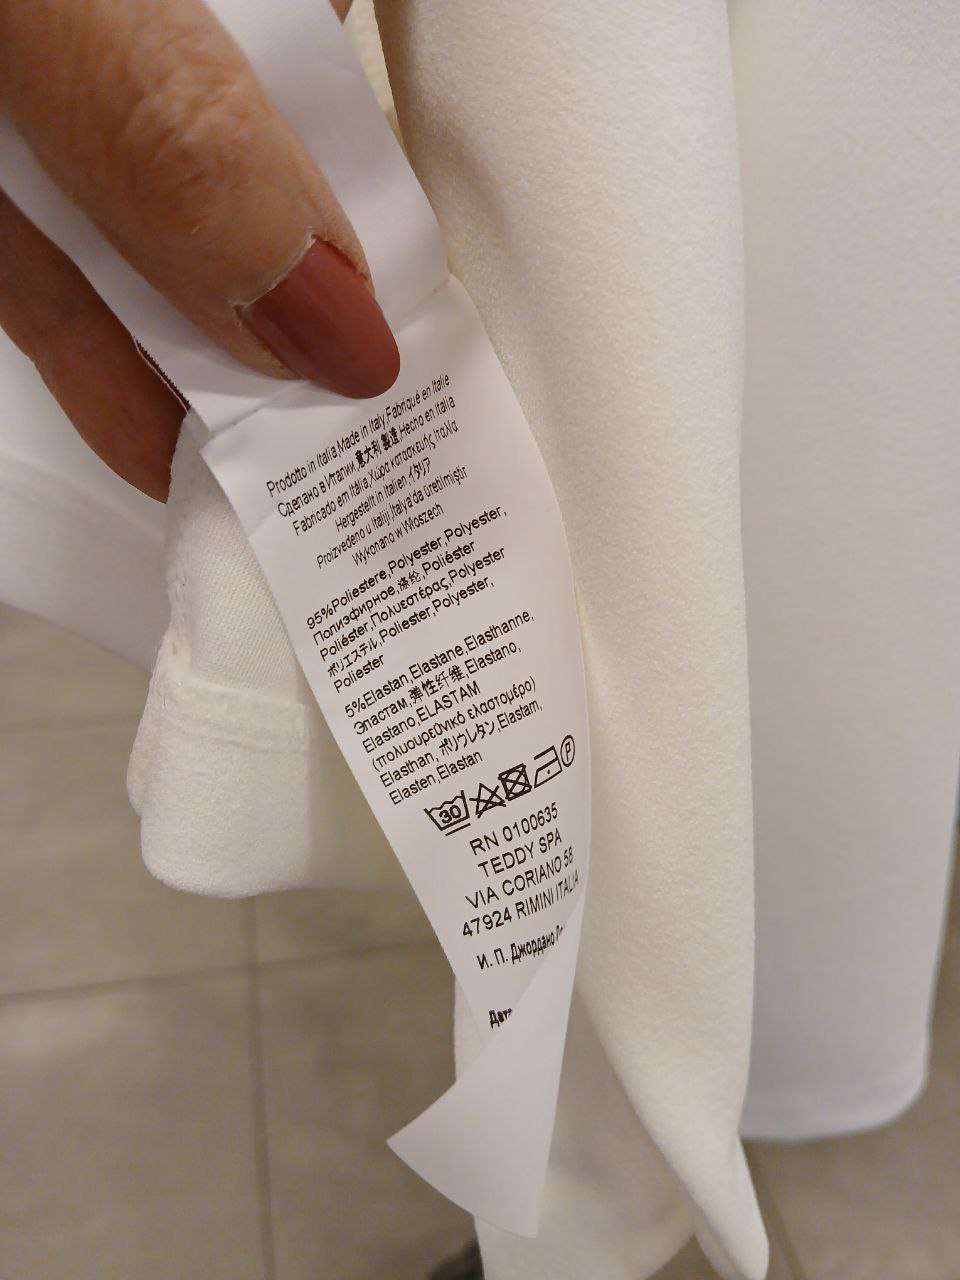 Prodotto in Italia,Made in Italy,Fabriqué en Italie
Сделано в Италии,意大利 製造,Hecho en Italia
Fabricado em Itália,Χώρα κατασκευής Ιταλία
Hergestellt in Italien,イタリア
Proizvedeno u Italiji,İtalya'da üretimiştir
Wykonano w Włoszech
95%Poliestere,Polyester,Polyester,
Полиэфирное,涤纶,Poliéster
Poliéster,Πολυεστέρας,Polyester
ポリエステル,Poliester,Polyester,
Poliester
5%Elastan,Elastane,Elasthanne,
Эластам,弹性纤维,Elastano,
Elastano,ELASTAM
(πολυουρεϋνικό ελαστομέρο)
Elasthan, ポリウレタン,Elastam,
Elasten,Elastan
30 P
RN 0100635
TEDDY SPA
VIA CORIANO 58
47924 RIMINI ITALIA
И. П. Джордано